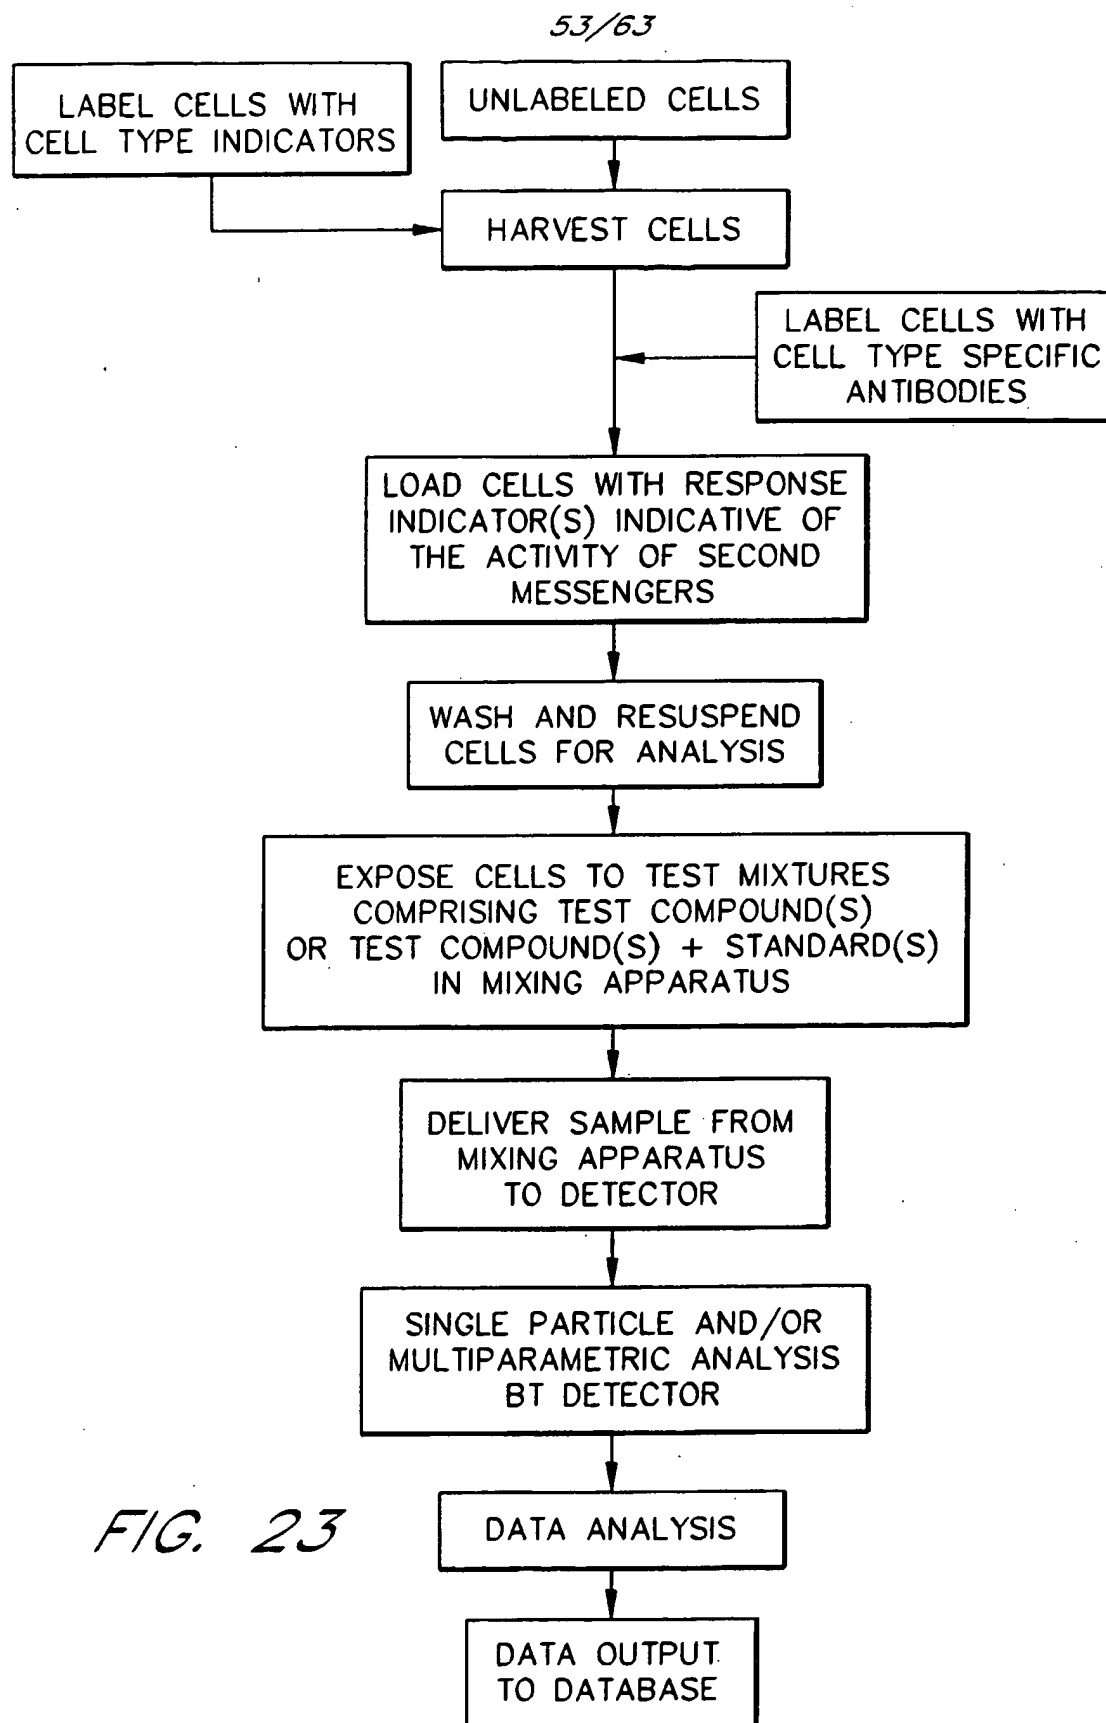 53/63
LABEL CELLS WITH
CELL TYPE INDICATORS
UNLABELED CELLS
HARVEST CELLS
LABEL CELLS WITH
CELL TYPE SPECIFIC
ANTIBODIES
LOAD CELLS WITH RESPONSE
INDICATOR(S) INDICATIVE OF
THE ACTIVITY OF SECOND
MESSENGERS
WASH AND RESUSPEND
CELLS FOR ANALYSIS
EXPOSE CELLS TO TEST MIXTURES
COMPRISING TEST COMPOUND(S)
OR TEST COMPOUND(S) + STANDARD(S)
IN MIXING APPARATUS
DELIVER SAMPLE FROM
MIXING APPARATUS
TO DETECTOR
SINGLE PARTICLE AND/OR
MULTIPARAMETRIC ANALYSIS
BT DETECTOR
DATA ANALYSIS
DATA OUTPUT
TO DATABASE
FIG. 23